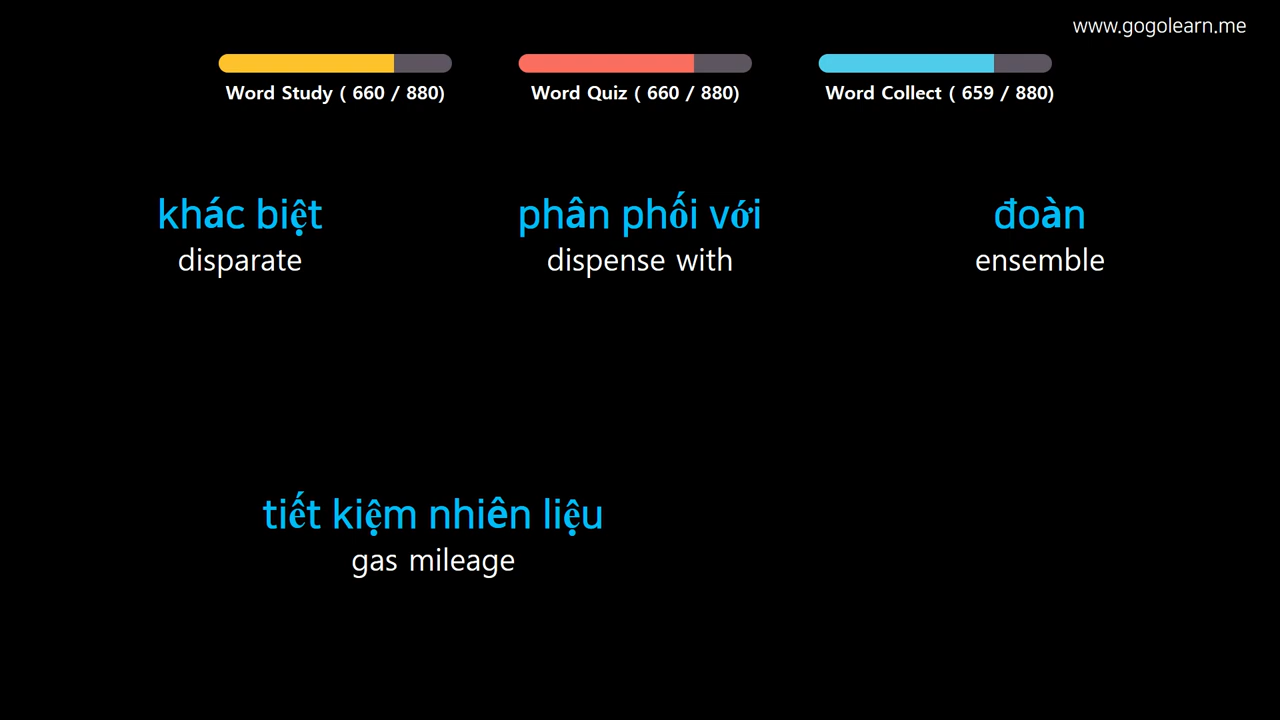 www.gogolearn.me
Word Study ( 660 / 880)
Word Quiz ( 660 / 880)
Word Collect ( 659 / 880)
khác biệt
disparate
phân phối với
dispense with
đoàn
ensemble
tiết kiệm nhiên liệu
gas mileage